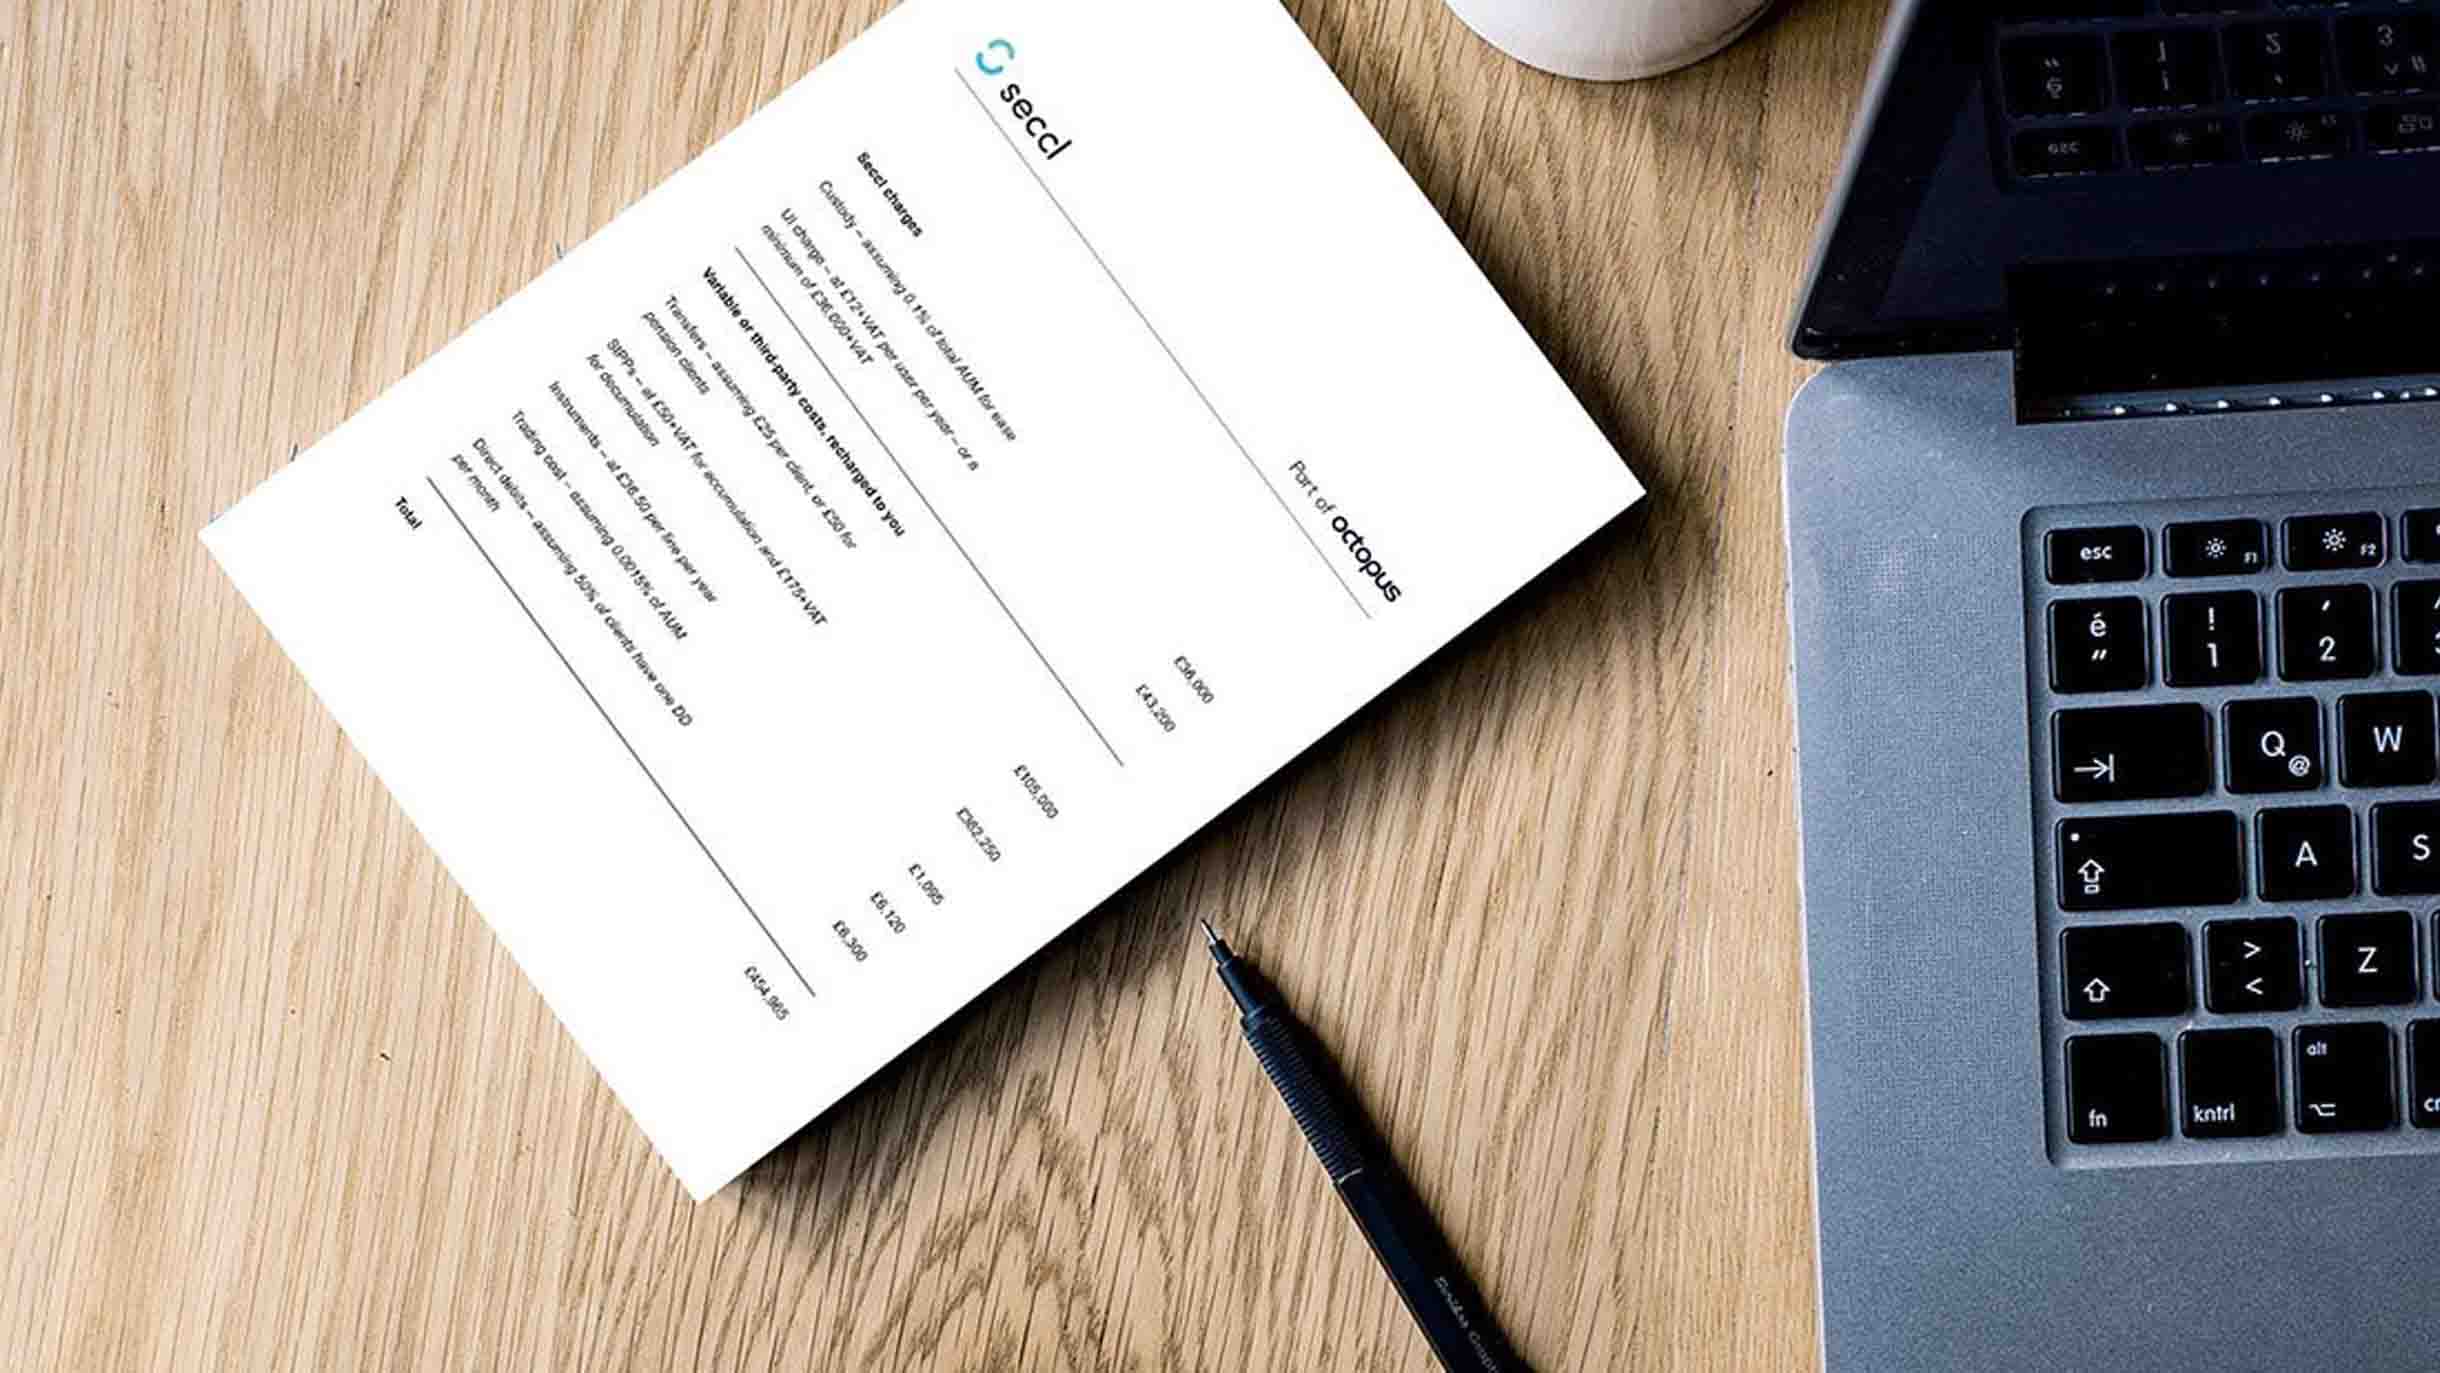 seccl
Part of octopus
Seccl charges
Custody – assuming 0.1% of total AUM for ease £36,000
UI charge – at £12+VAT per user per year – or a £43,200
minimum of £36,000+VAT
Variable or third-party costs, recharged to you
Transfers – assuming £25 per client, or £50 for £105,000
pension clients
SIPPs – at £50+VAT for accumulation and £175+VAT £362,250
for decumulation
Instruments – at £36.50 per line per year £1,095
Trading cost – assuming 0.0015% of AUM £6,120
Direct debits – assuming 50% of clients have one DD £6,300
per month
Total £454,965
esc F1 F2
é ! ′
" 1 2
Q @ W
A S
> Z
<
alt
fn kntrl